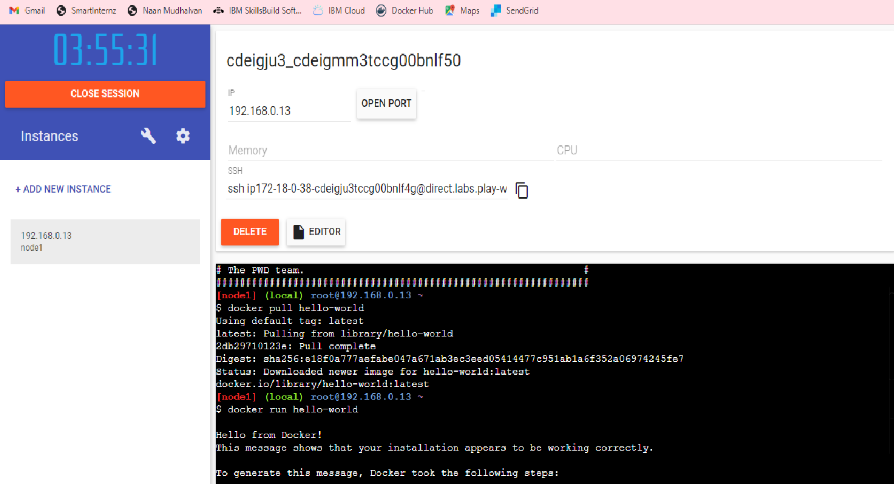 Gmail SmartInternz Naan Mudhalvan IBM SkillsBuild Soft... IBM Cloud Docker Hub Maps SendGrid
03:55:31
CLOSE SESSION
Instances
+ ADD NEW INSTANCE
192.168.0.13
node1
cdeigju3_cdeigmm3tccg00bnlf50
IP
192.168.0.13
OPEN PORT
Memory CPU
SSH
ssh ip172-18-0-38-cdeigju3tccg00bnlf4g@direct.labs.play-w
DELETE EDITOR
# The PWD team. #
###############################################################
[node1] (local) root@192.168.0.13 ~
$ docker pull hello-world
Using default tag: latest
latest: Pulling from library/hello-world
2db29710123e: Pull complete
Digest: sha256:e18f0a777aefabe047a671ab3ec3eed05414477c951ab1a6f352a06974245fe7
Status: Downloaded newer image for hello-world:latest
docker.io/library/hello-world:latest
[node1] (local) root@192.168.0.13 ~
$ docker run hello-world
Hello from Docker!
This message shows that your installation appears to be working correctly.
To generate this message, Docker took the following steps: